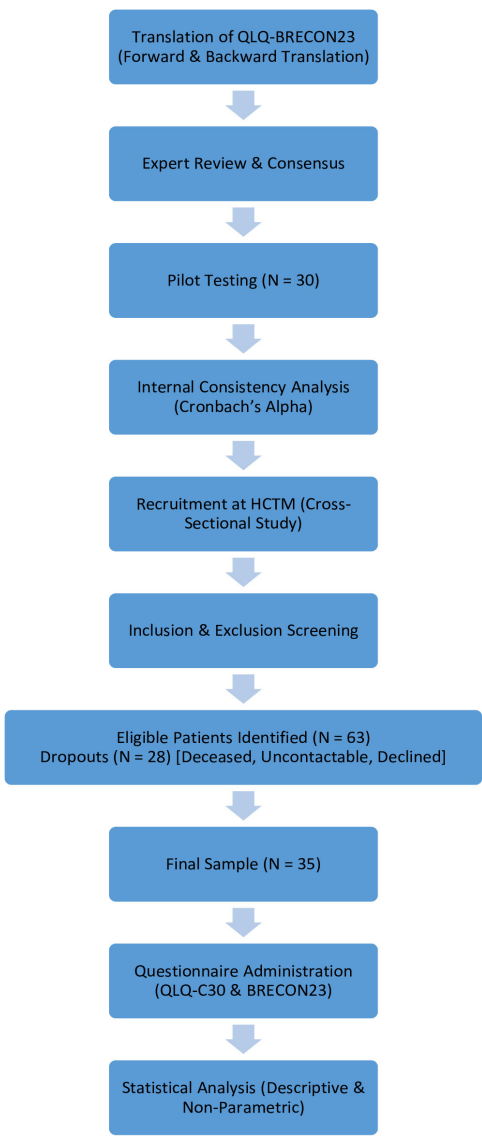 Translation of QLQ-BRECON23
(Forward & Backward Translation)
Expert Review & Consensus
Pilot Testing (N = 30)
Internal Consistency Analysis
(Cronbach’s Alpha)
Recruitment at HCTM (Cross-
Sectional Study)
Inclusion & Exclusion Screening
Eligible Patients Identified (N = 63)
Dropouts (N = 28) [Deceased, Uncontactable, Declined]
Final Sample (N = 35)
Questionnaire Administration
(QLQ-C30 & BRECON23)
Statistical Analysis (Descriptive &
Non-Parametric)